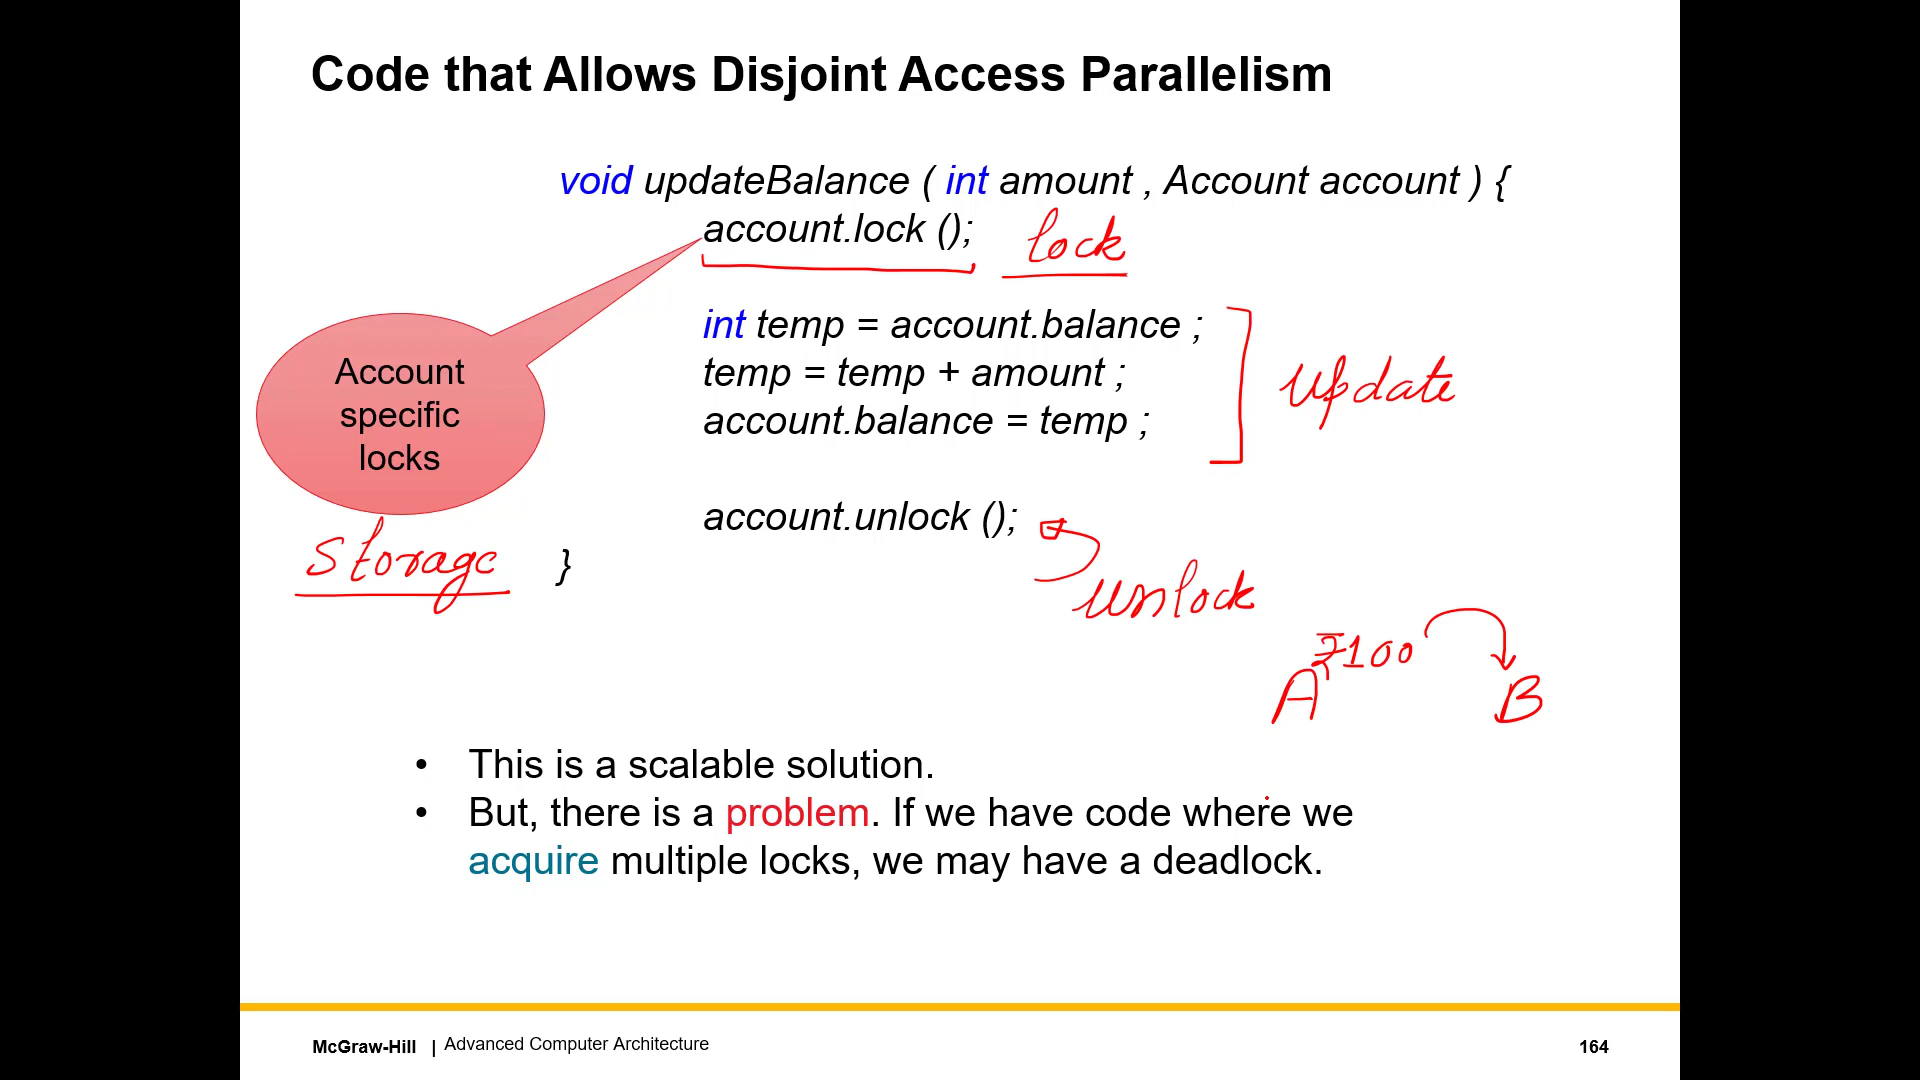 Code that Allows Disjoint Access Parallelism
void updateBalance ( int amount , Account account ) {
account.lock (); lock
int temp = account.balance ;
temp = temp + amount ;
account.balance = temp ;
update
Account
specific
locks
account.unlock ();
storage
}
unlock
₹100
A B
• This is a scalable solution.
• But, there is a problem. If we have code where we
acquire multiple locks, we may have a deadlock.
McGraw-Hill | Advanced Computer Architecture 164